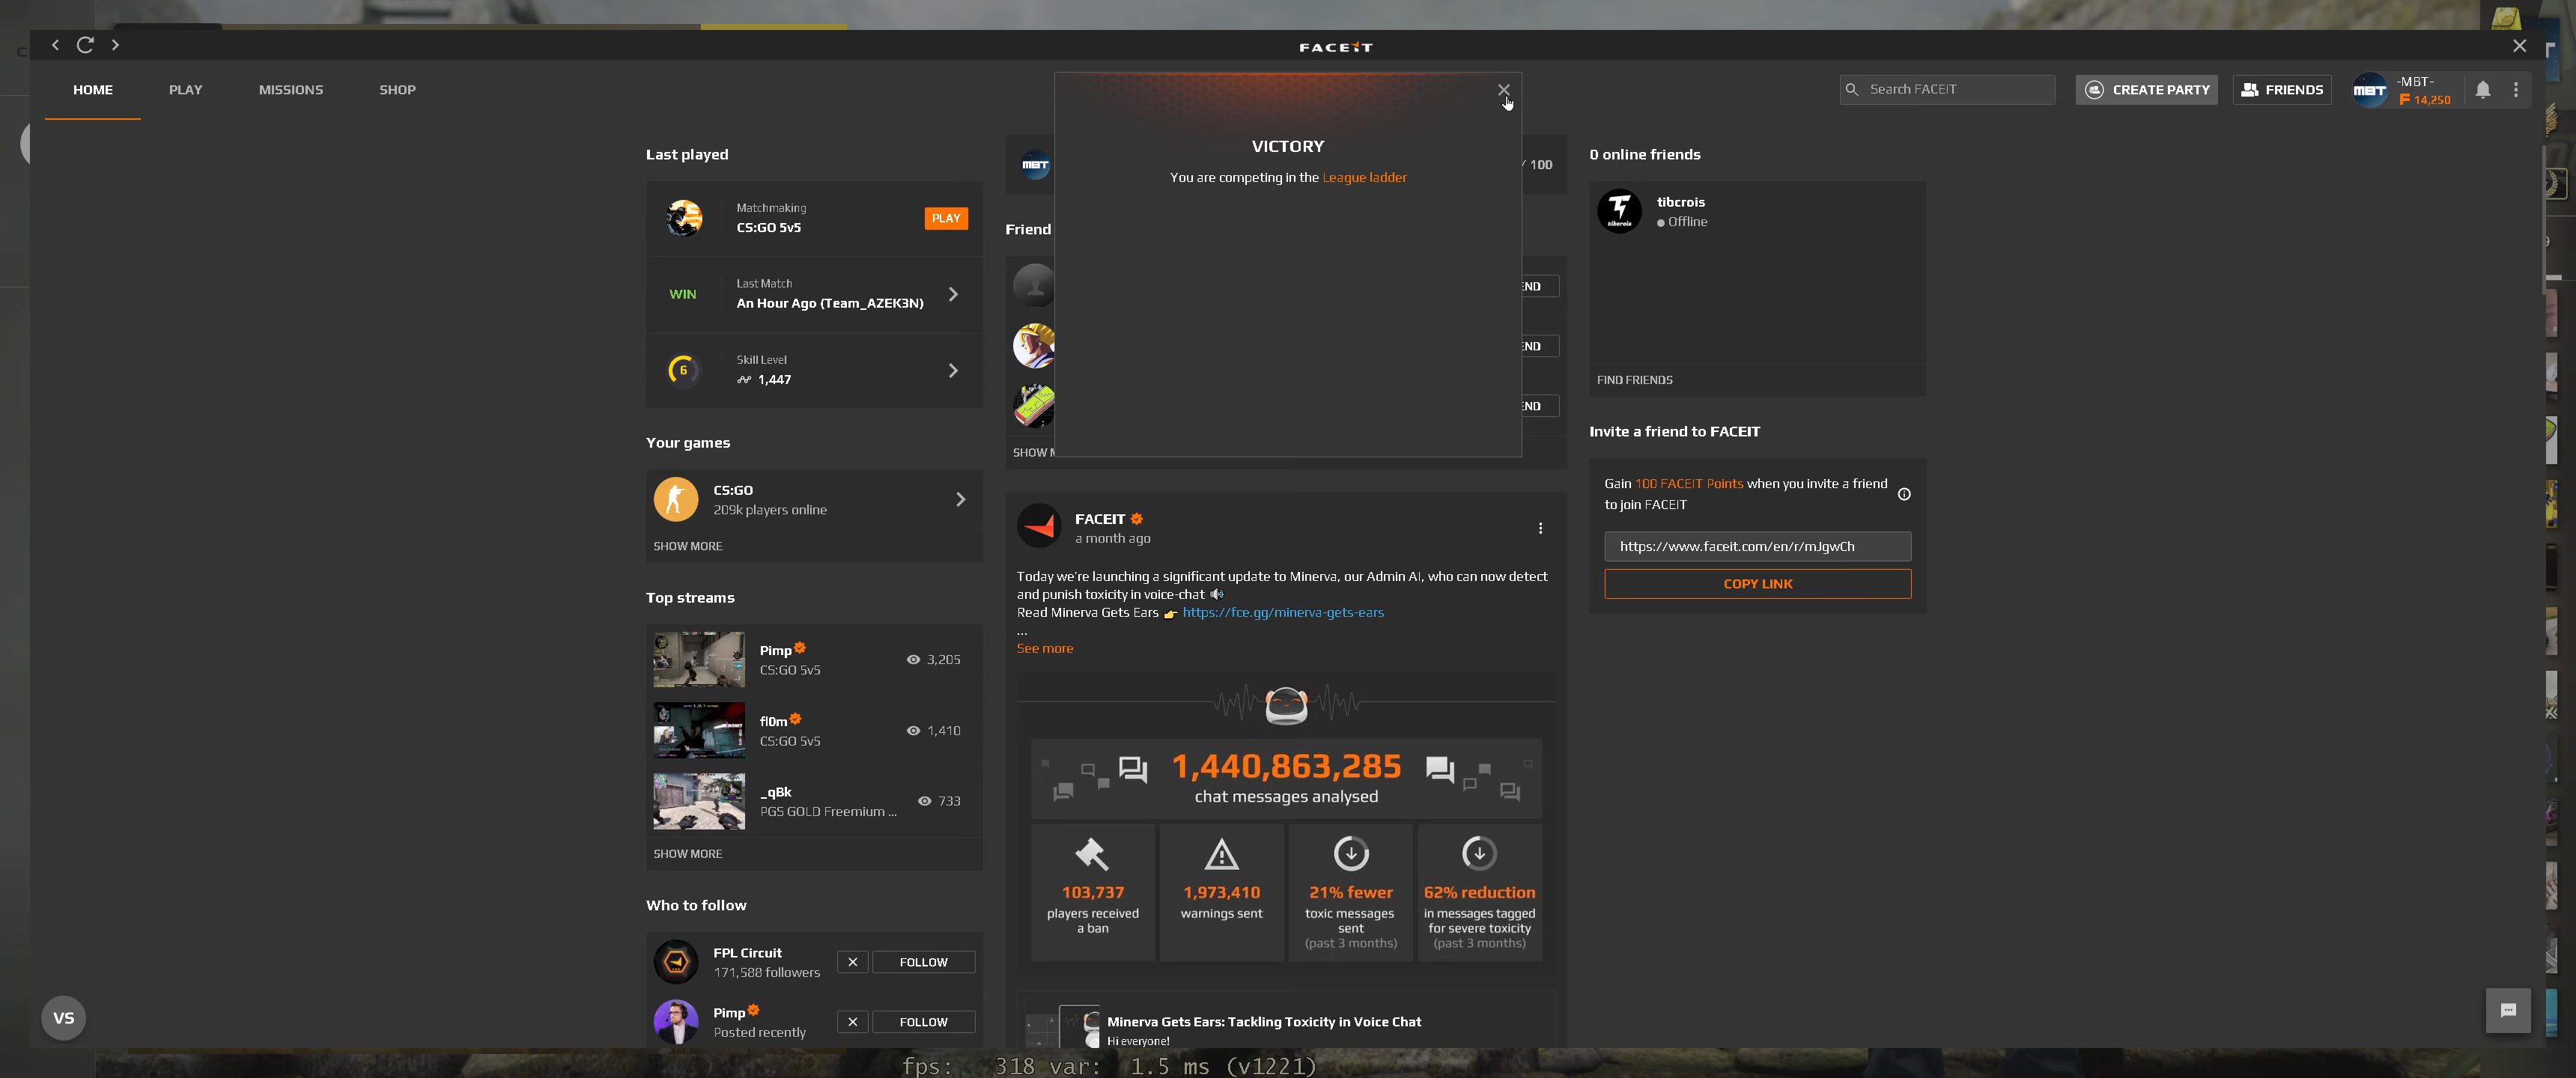 FACEIT
HOME
PLAY
MISSIONS
SHOP
Search FACEIT
CREATE PARTY
FRIENDS
MBT
-MBT-
14,250
VICTORY
You are competing in the League ladder
Last played
Matchmaking
CS:GO 5v5
PLAY
WIN
Last Match
An Hour Ago (Team_AZEK3N)
6
Skill Level
1,447
Your games
CS:GO
209k players online
SHOW MORE
Top streams
Pimp
CS:GO 5v5
3,205
fl0m
CS:GO 5v5
1,410
_qBk
PGS GOLD Freemium ...
733
SHOW MORE
Who to follow
FPL Circuit
171,588 followers
FOLLOW
Pimp
Posted recently
FOLLOW
VS
MBT
/ 100
Friend
END
END
END
SHOW M
FACEIT
a month ago
Today we're launching a significant update to Minerva, our Admin AI, who can now detect
and punish toxicity in voice-chat 🔊
Read Minerva Gets Ears 👉 https://fce.gg/minerva-gets-ears
...
See more
1,440,863,285
chat messages analysed
103,737
players received
a ban
1,973,410
warnings sent
21% fewer
toxic messages
sent
(past 3 months)
62% reduction
in messages tagged
for severe toxicity
(past 3 months)
Minerva Gets Ears: Tackling Toxicity in Voice Chat
Hi everyone!
0 online friends
tibcrois
tibcrois
Offline
FIND FRIENDS
Invite a friend to FACEIT
Gain 100 FACEIT Points when you invite a friend
to join FACEIT
https://www.faceit.com/en/r/mJgwCh
COPY LINK
fps: 318 var: 1.5 ms (v1221)